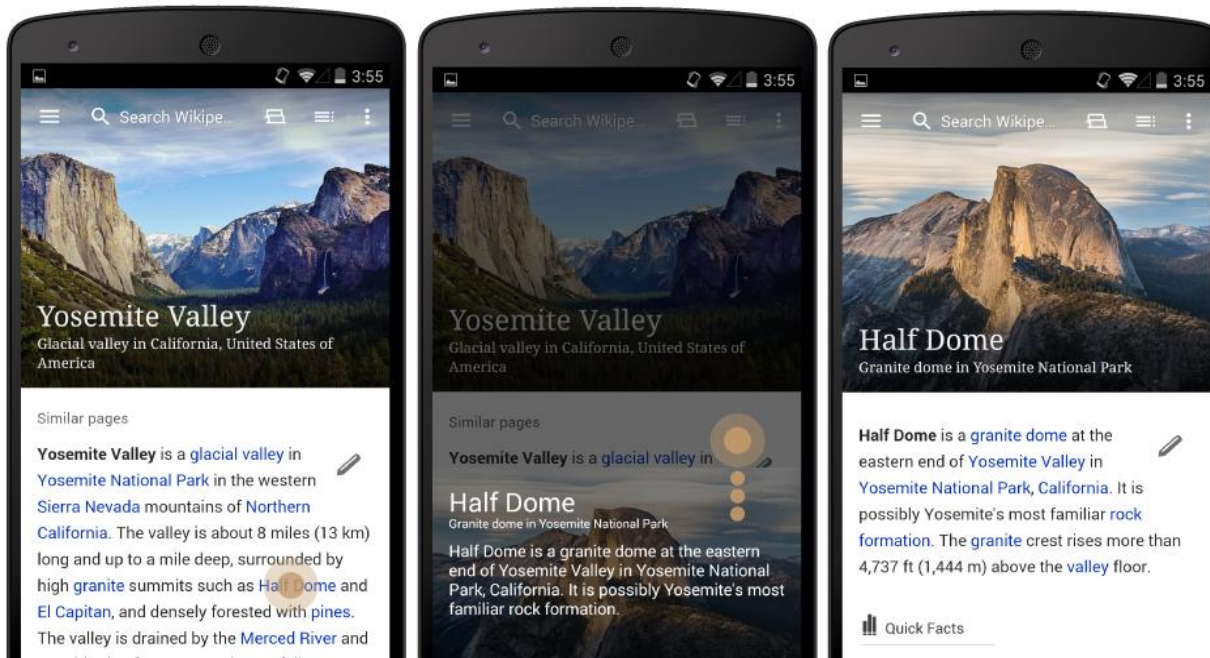 3:55
Search Wikipe...
Yosemite Valley
Glacial valley in California, United States of
America
Similar pages
Yosemite Valley is a glacial valley in
Yosemite National Park in the western
Sierra Nevada mountains of Northern
California. The valley is about 8 miles (13 km)
long and up to a mile deep, surrounded by
high granite summits such as Half Dome and
El Capitan, and densely forested with pines.
The valley is drained by the Merced River and
3:55
Search Wikipe...
Yosemite Valley
Glacial valley in California, United States of
America
Similar pages
Yosemite Valley is a glacial valley in
Half Dome
Granite dome in Yosemite National Park
Half Dome is a granite dome at the eastern
end of Yosemite Valley in Yosemite National
Park, California. It is possibly Yosemite's most
familiar rock formation.
3:55
Search Wikipe...
Half Dome
Granite dome in Yosemite National Park
Half Dome is a granite dome at the
eastern end of Yosemite Valley in
Yosemite National Park, California. It is
possibly Yosemite's most familiar rock
formation. The granite crest rises more than
4,737 ft (1,444 m) above the valley floor.
Quick Facts